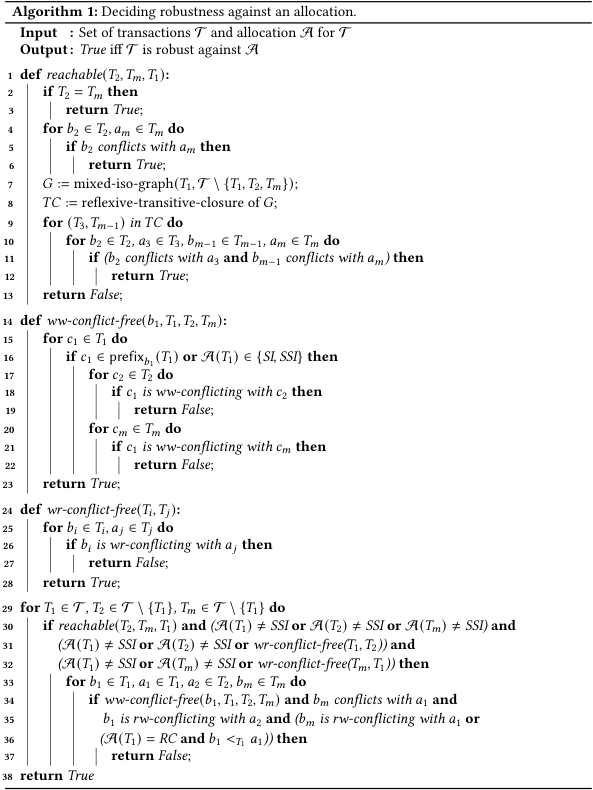 Algorithm 1: Deciding robustness against an allocation.
Input : Set of transactions 𝒯 and allocation 𝒜 for 𝒯
Output: True iff 𝒯 is robust against 𝒜
1 def reachable(T₂, Tₘ, T₁):
2 if T₂ = Tₘ then
3 return True;
4 for b₂ ∈ T₂, aₘ ∈ Tₘ do
5 if b₂ conflicts with aₘ then
6 return True;
7 G := mixed-iso-graph(T₁, 𝒯 \ {T₁, T₂, Tₘ});
8 TC := reflexive-transitive-closure of G;
9 for (T₃, Tₘ₋₁) in TC do
10 for b₂ ∈ T₂, a₃ ∈ T₃, bₘ₋₁ ∈ Tₘ₋₁, aₘ ∈ Tₘ do
11 if (b₂ conflicts with a₃ and bₘ₋₁ conflicts with aₘ) then
12 return True;
13 return False;
14 def ww-conflict-free(b₁, T₁, T₂, Tₘ):
15 for c₁ ∈ T₁ do
16 if c₁ ∈ prefix_b₁(T₁) or 𝒜(T₁) ∈ {SI, SSI} then
17 for c₂ ∈ T₂ do
18 if c₁ is ww-conflicting with c₂ then
19 return False;
20 for cₘ ∈ Tₘ do
21 if c₁ is ww-conflicting with cₘ then
22 return False;
23 return True;
24 def wr-conflict-free(Tᵢ, Tⱼ):
25 for bᵢ ∈ Tᵢ, aⱼ ∈ Tⱼ do
26 if bᵢ is wr-conflicting with aⱼ then
27 return False;
28 return True;
29 for T₁ ∈ 𝒯, T₂ ∈ 𝒯 \ {T₁}, Tₘ ∈ 𝒯 \ {T₁} do
30 if reachable(T₂, Tₘ, T₁) and (𝒜(T₁) ≠ SSI or 𝒜(T₂) ≠ SSI or 𝒜(Tₘ) ≠ SSI) and
31 (𝒜(T₁) ≠ SSI or 𝒜(T₂) ≠ SSI or wr-conflict-free(T₁, T₂)) and
32 (𝒜(T₁) ≠ SSI or 𝒜(Tₘ) ≠ SSI or wr-conflict-free(Tₘ, T₁)) then
33 for b₁ ∈ T₁, a₁ ∈ T₁, a₂ ∈ T₂, bₘ ∈ Tₘ do
34 if ww-conflict-free(b₁, T₁, T₂, Tₘ) and bₘ conflicts with a₁ and
35 b₁ is rw-conflicting with a₂ and (bₘ is rw-conflicting with a₁ or
36 (𝒜(T₁) = RC and b₁ <_T₁ a₁)) then
37 return False;
38 return True